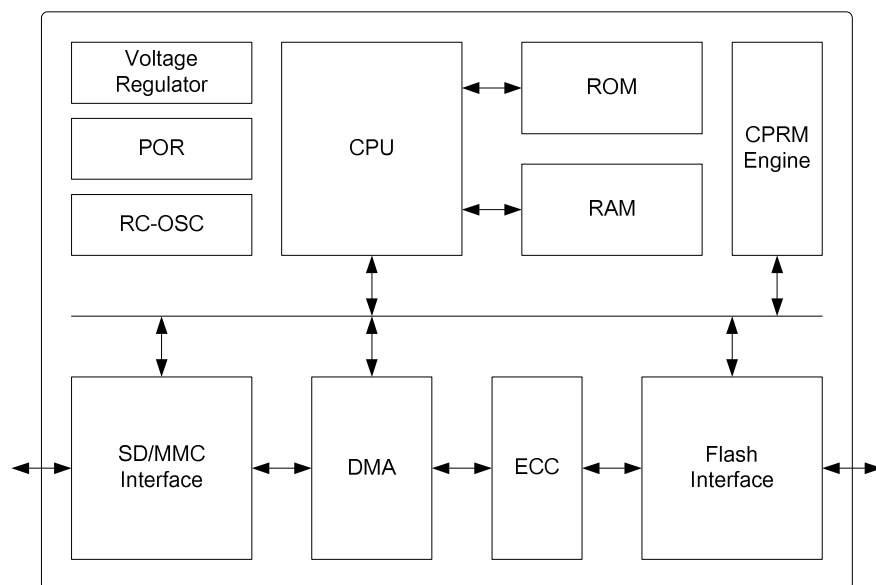 Voltage
Regulator
POR
RC-OSC
CPU
ROM
RAM
CPRM
Engine
SD/MMC
Interface
DMA
ECC
Flash
Interface